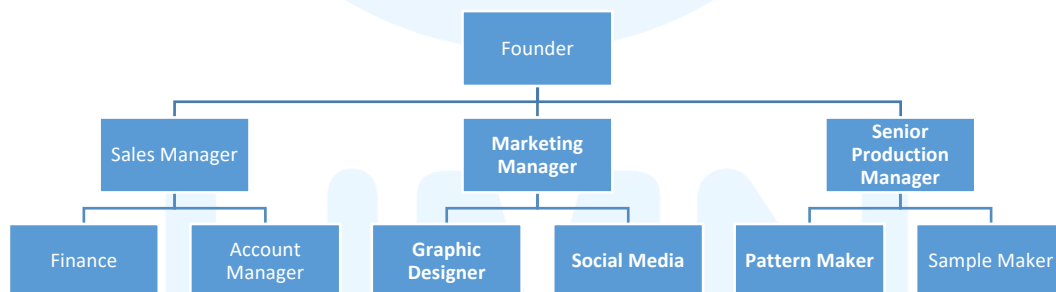 Founder
Sales Manager
Marketing
Manager
Senior
Production
Manager
Finance
Account
Manager
Graphic
Designer
Social Media
Pattern Maker
Sample Maker